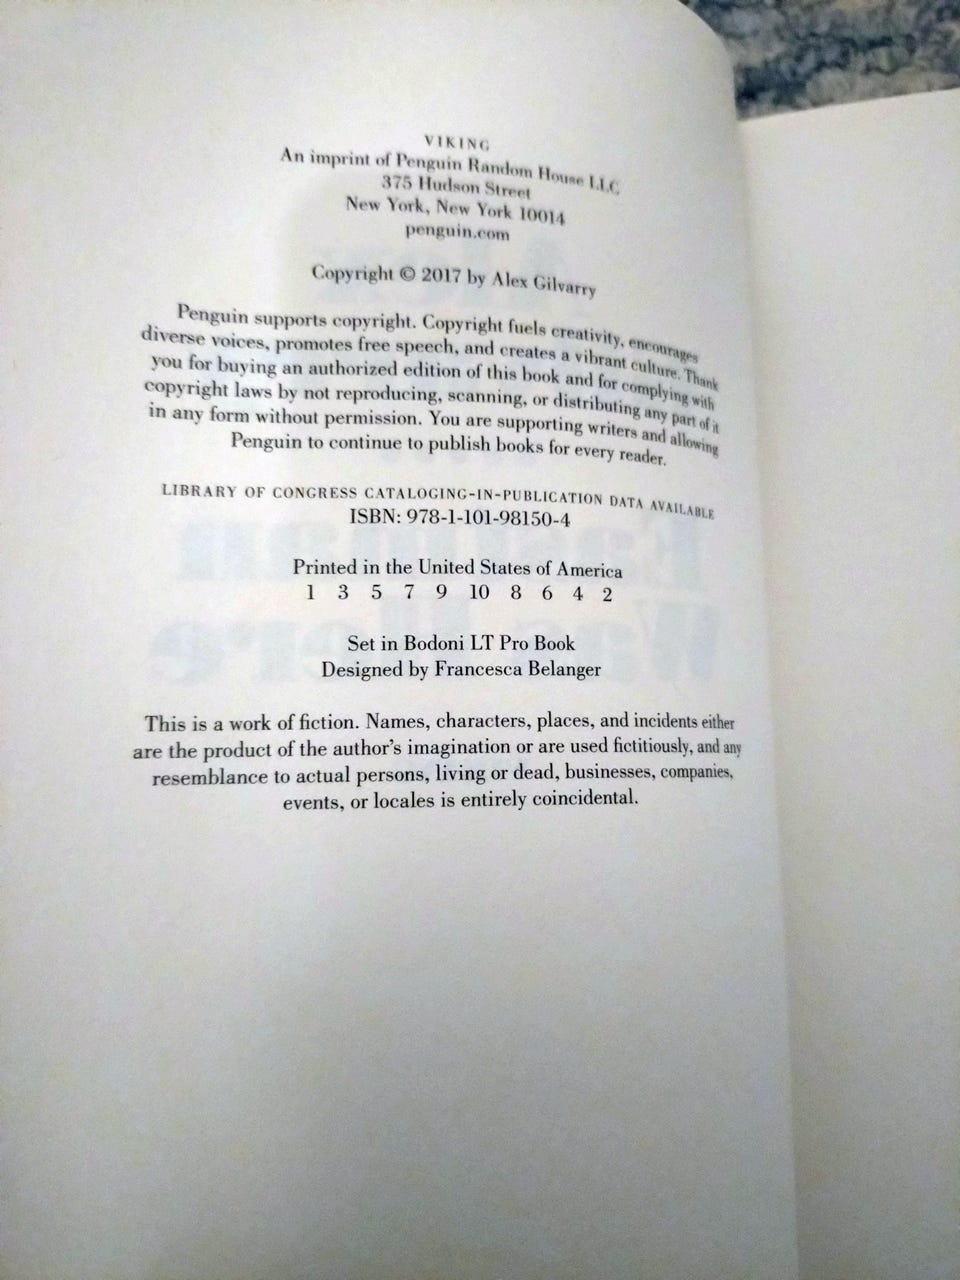 VIKING
An imprint of Penguin Random House LLC
375 Hudson Street
New York, New York 10014
penguin.com
Copyright © 2017 by Alex Gilvarry
Penguin supports copyright. Copyright fuels creativity, encourages
diverse voices, promotes free speech, and creates a vibrant culture. Thank
you for buying an authorized edition of this book and for complying with
copyright laws by not reproducing, scanning, or distributing any part of it
in any form without permission. You are supporting writers and allowing
Penguin to continue to publish books for every reader.
LIBRARY OF CONGRESS CATALOGING-IN-PUBLICATION DATA AVAILABLE
ISBN: 978-1-101-98150-4
Printed in the United States of America
1 3 5 7 9 10 8 6 4 2
Set in Bodoni LT Pro Book
Designed by Francesca Belanger
This is a work of fiction. Names, characters, places, and incidents either
are the product of the author's imagination or are used fictitiously, and any
resemblance to actual persons, living or dead, businesses, companies,
events, or locales is entirely coincidental.